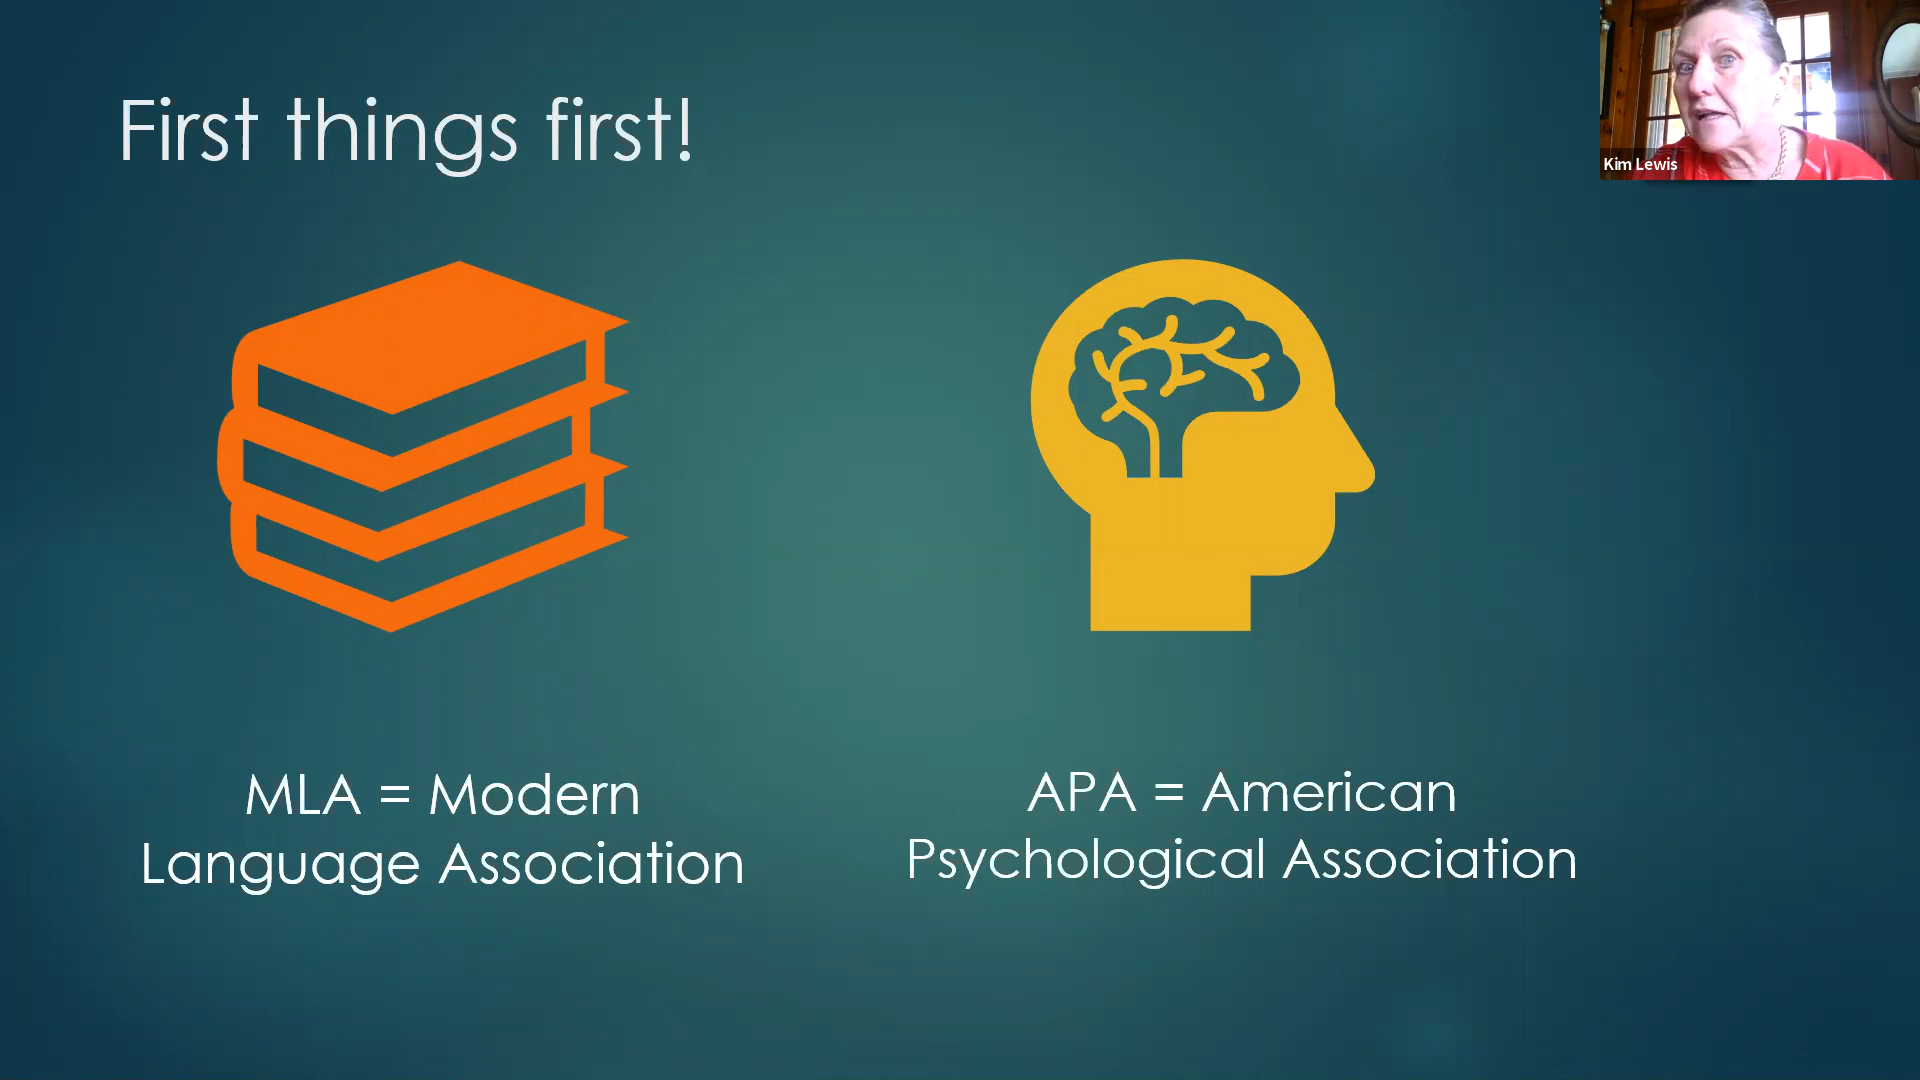 First things first!
Kim Lewis
MLA = Modern
Language Association
APA = American
Psychological Association